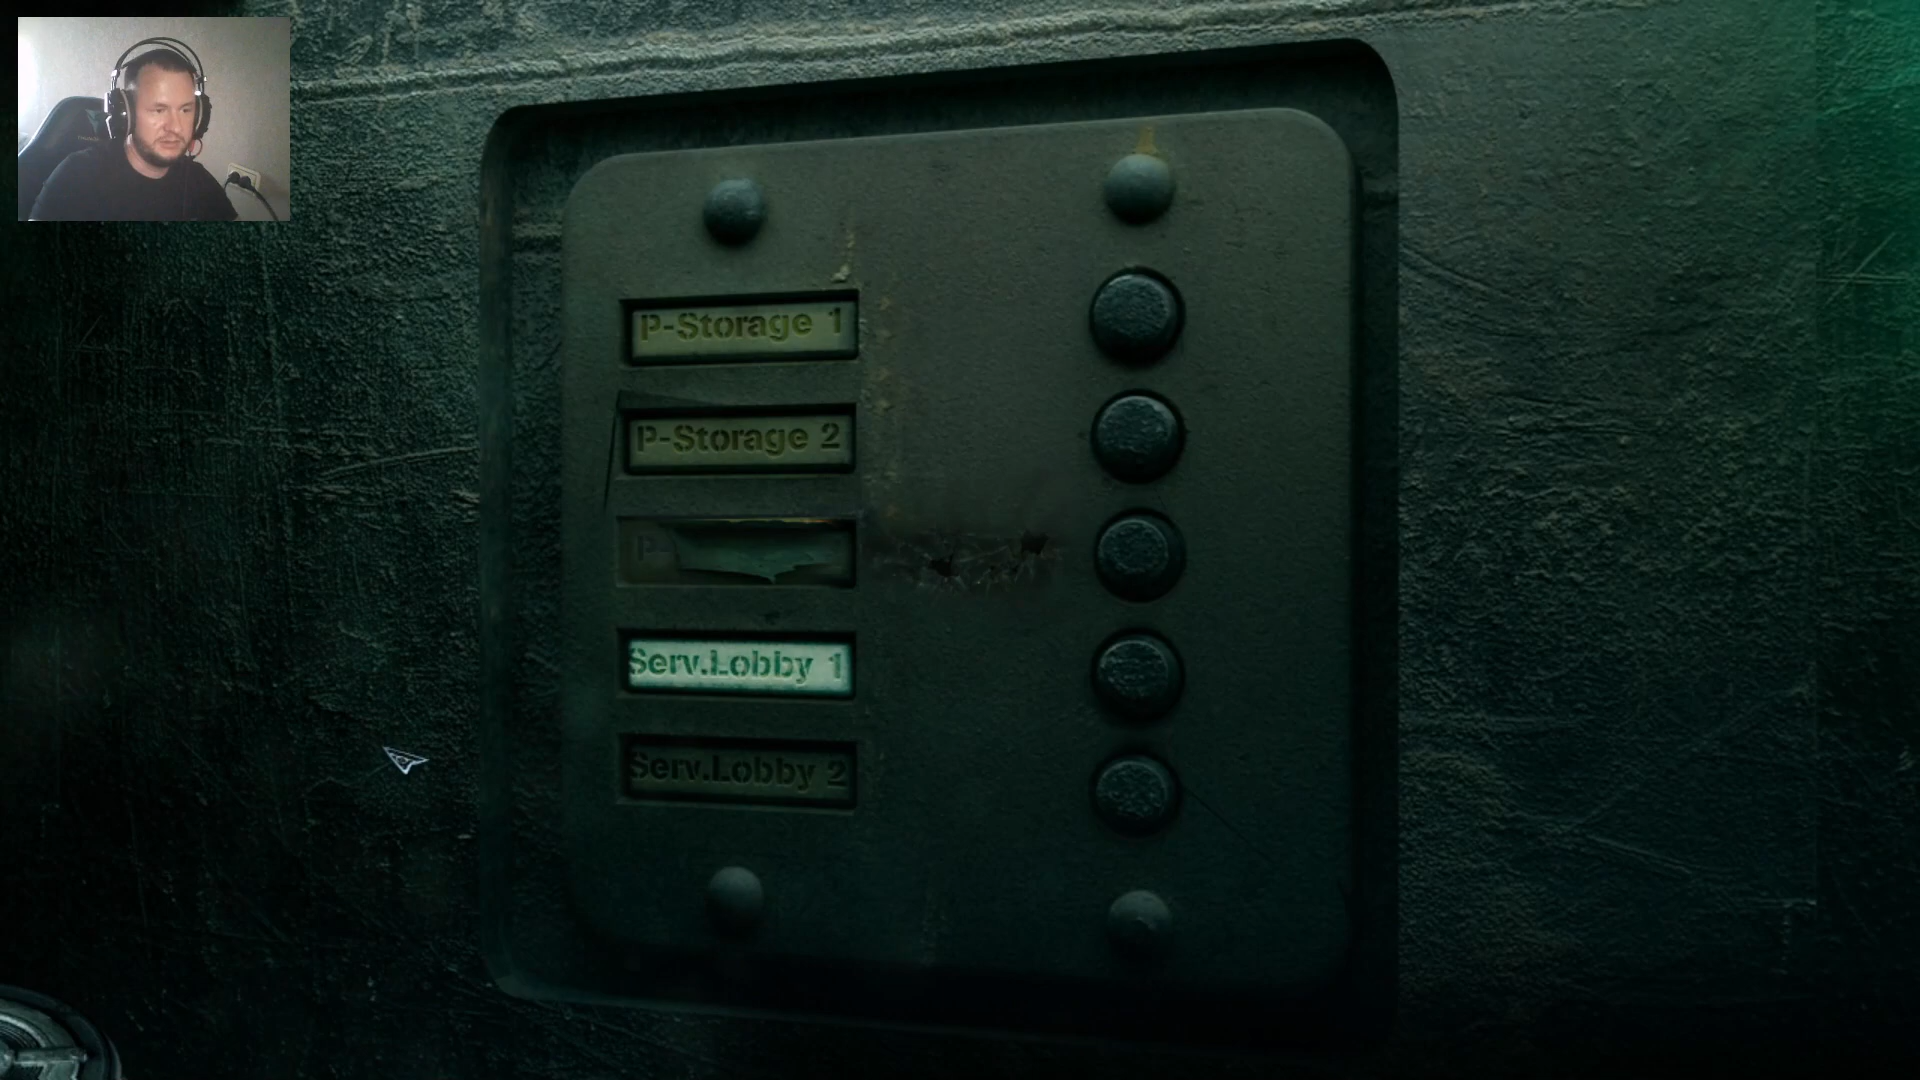 P-Storage 1
P-Storage 2
P-
Serv.Lobby 1
Serv.Lobby 2